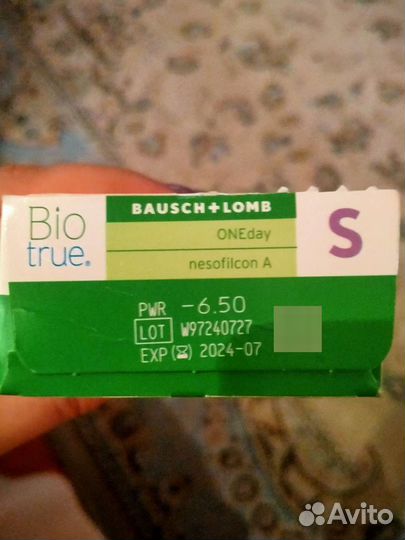 Bio
true®
BAUSCH+LOMB
ONEday
nesofilcon A
S
PWR -6.50
LOT W97240727
EXP 2024-07
Avito